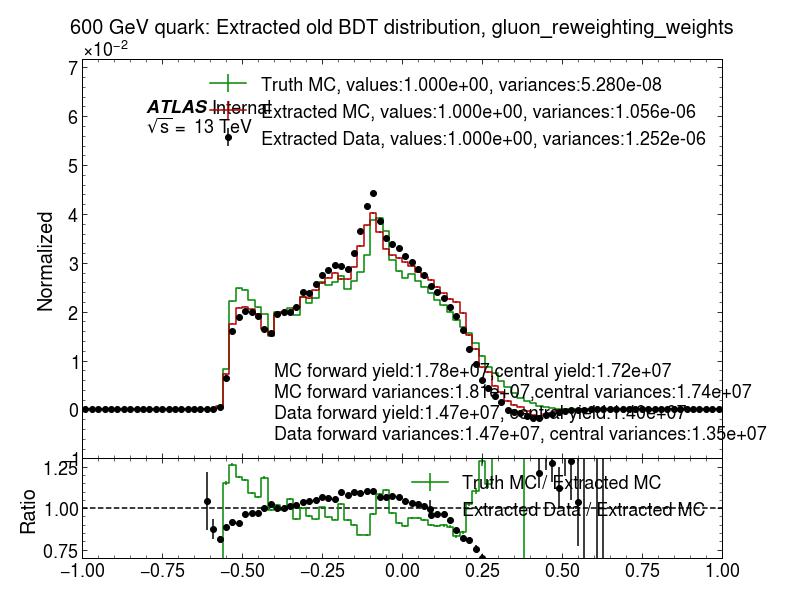 600 GeV quark: Extracted old BDT distribution, gluon_reweighting_weights
×10⁻²
Truth MC, values:1.000e+00, variances:5.280e-08
ATLAS Internal
Extracted MC, values:1.000e+00, variances:1.056e-06
√s = 13 TeV
Extracted Data, values:1.000e+00, variances:1.252e-06
7
6
5
4
3
2
1
0
1
Normalized
MC forward yield:1.78e+07,central yield:1.72e+07
MC forward variances:1.81e+07,central variances:1.74e+07
Data forward yield:1.47e+07, central yield:1.40e+07
Data forward variances:1.47e+07, central variances:1.35e+07
1.25
1.00
0.75
Ratio
Truth MC / Extracted MC
Extracted Data / Extracted MC
−1.00 −0.75 −0.50 −0.25 0.00 0.25 0.50 0.75 1.00